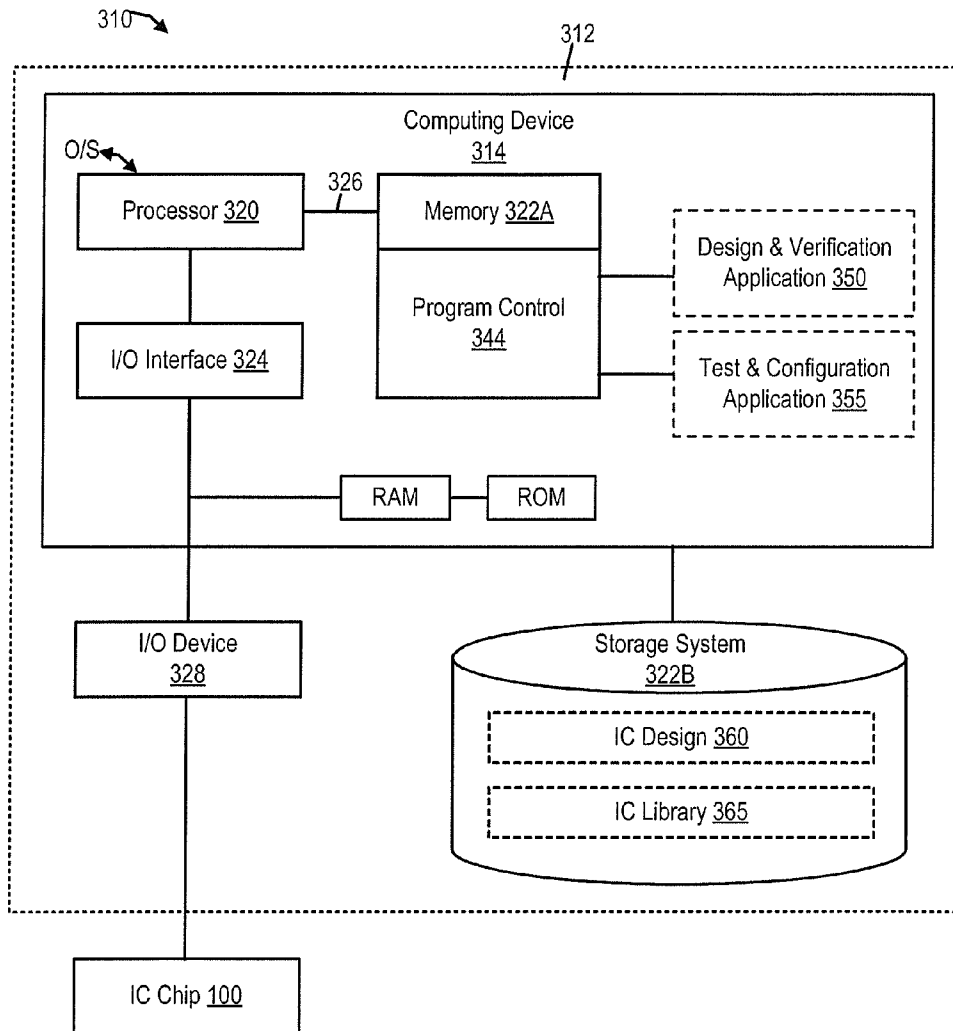 310
312
Computing Device
314
O/S
326
Processor 320
Memory 322A
Design & Verification
Application 350
Program Control
344
I/O Interface 324
Test & Configuration
Application 355
RAM
ROM
I/O Device
328
Storage System
322B
IC Design 360
IC Library 365
IC Chip 100